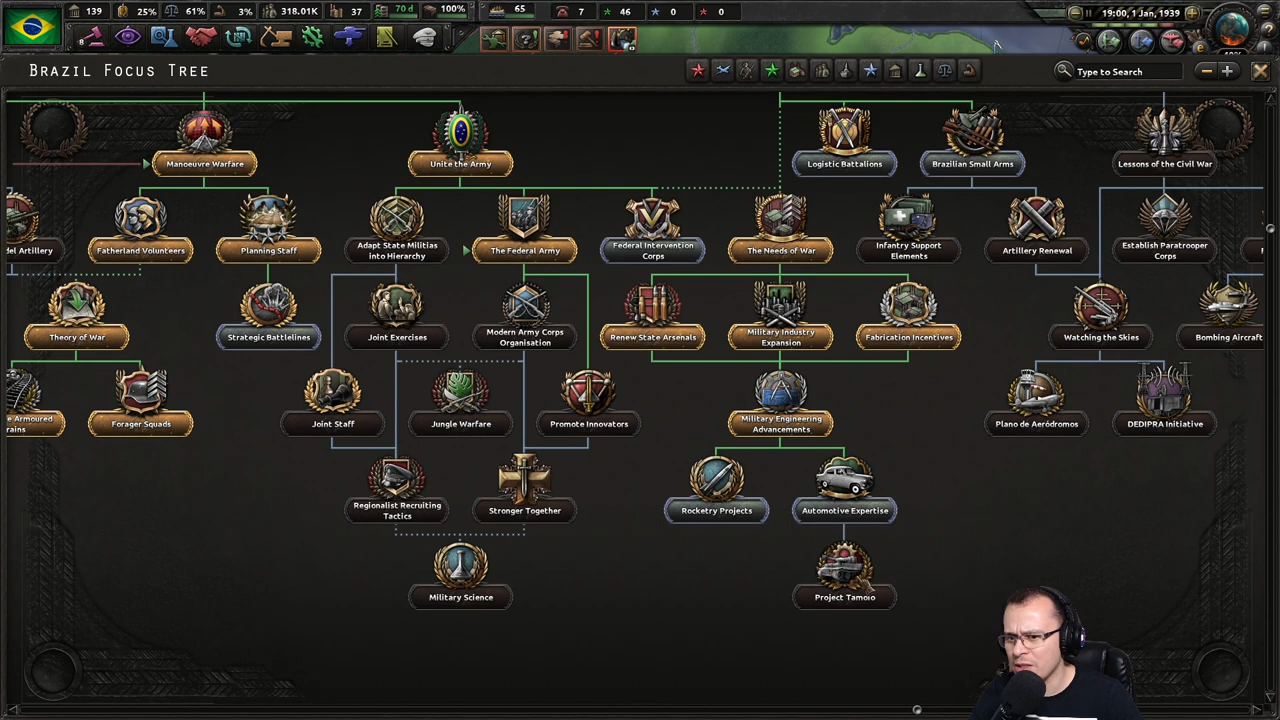 139
25%
61%
3%
318.01K
37
70 d
100%
65
7
46
0
0
19:00, 1 Jan, 1939
8
BRAZIL FOCUS TREE
Type to Search
Manoeuvre Warfare
Unite the Army
Logistic Battalions
Brazilian Small Arms
Lessons of the Civil War
del Artillery
Fatherland Volunteers
Planning Staff
Adapt State Militias
into Hierarchy
The Federal Army
Federal Intervention
Corps
The Needs of War
Infantry Support
Elements
Artillery Renewal
Establish Paratrooper
Corps
Theory of War
Strategic Battlelines
Joint Exercises
Modern Army Corps
Organisation
Renew State Arsenals
Military Industry
Expansion
Fabrication Incentives
Watching the Skies
Bombing Aircraft
e Armoured
rains
Forager Squads
Joint Staff
Jungle Warfare
Promote Innovators
Military Engineering
Advancements
Plano de Aeródromos
DEDIPRA Initiative
Regionalist Recruiting
Tactics
Stronger Together
Rocketry Projects
Automotive Expertise
Military Science
Project Tamoio